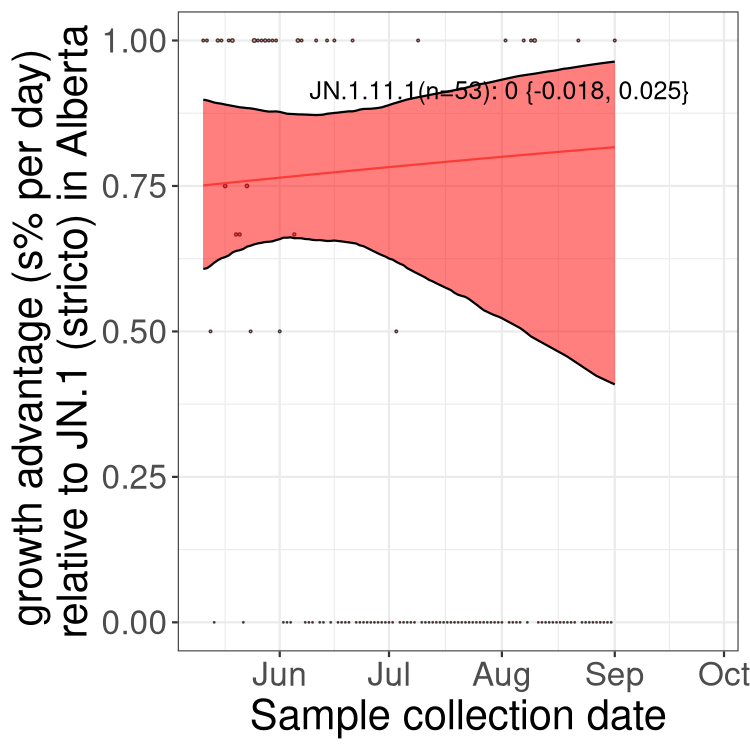 growth advantage (s% per day)
relative to JN.1 (stricto) in Alberta
1.00
0.75
0.50
0.25
0.00
JN.1.11.1(n=53): 0 {-0.018, 0.025}
Jun Jul Aug Sep Oct
Sample collection date